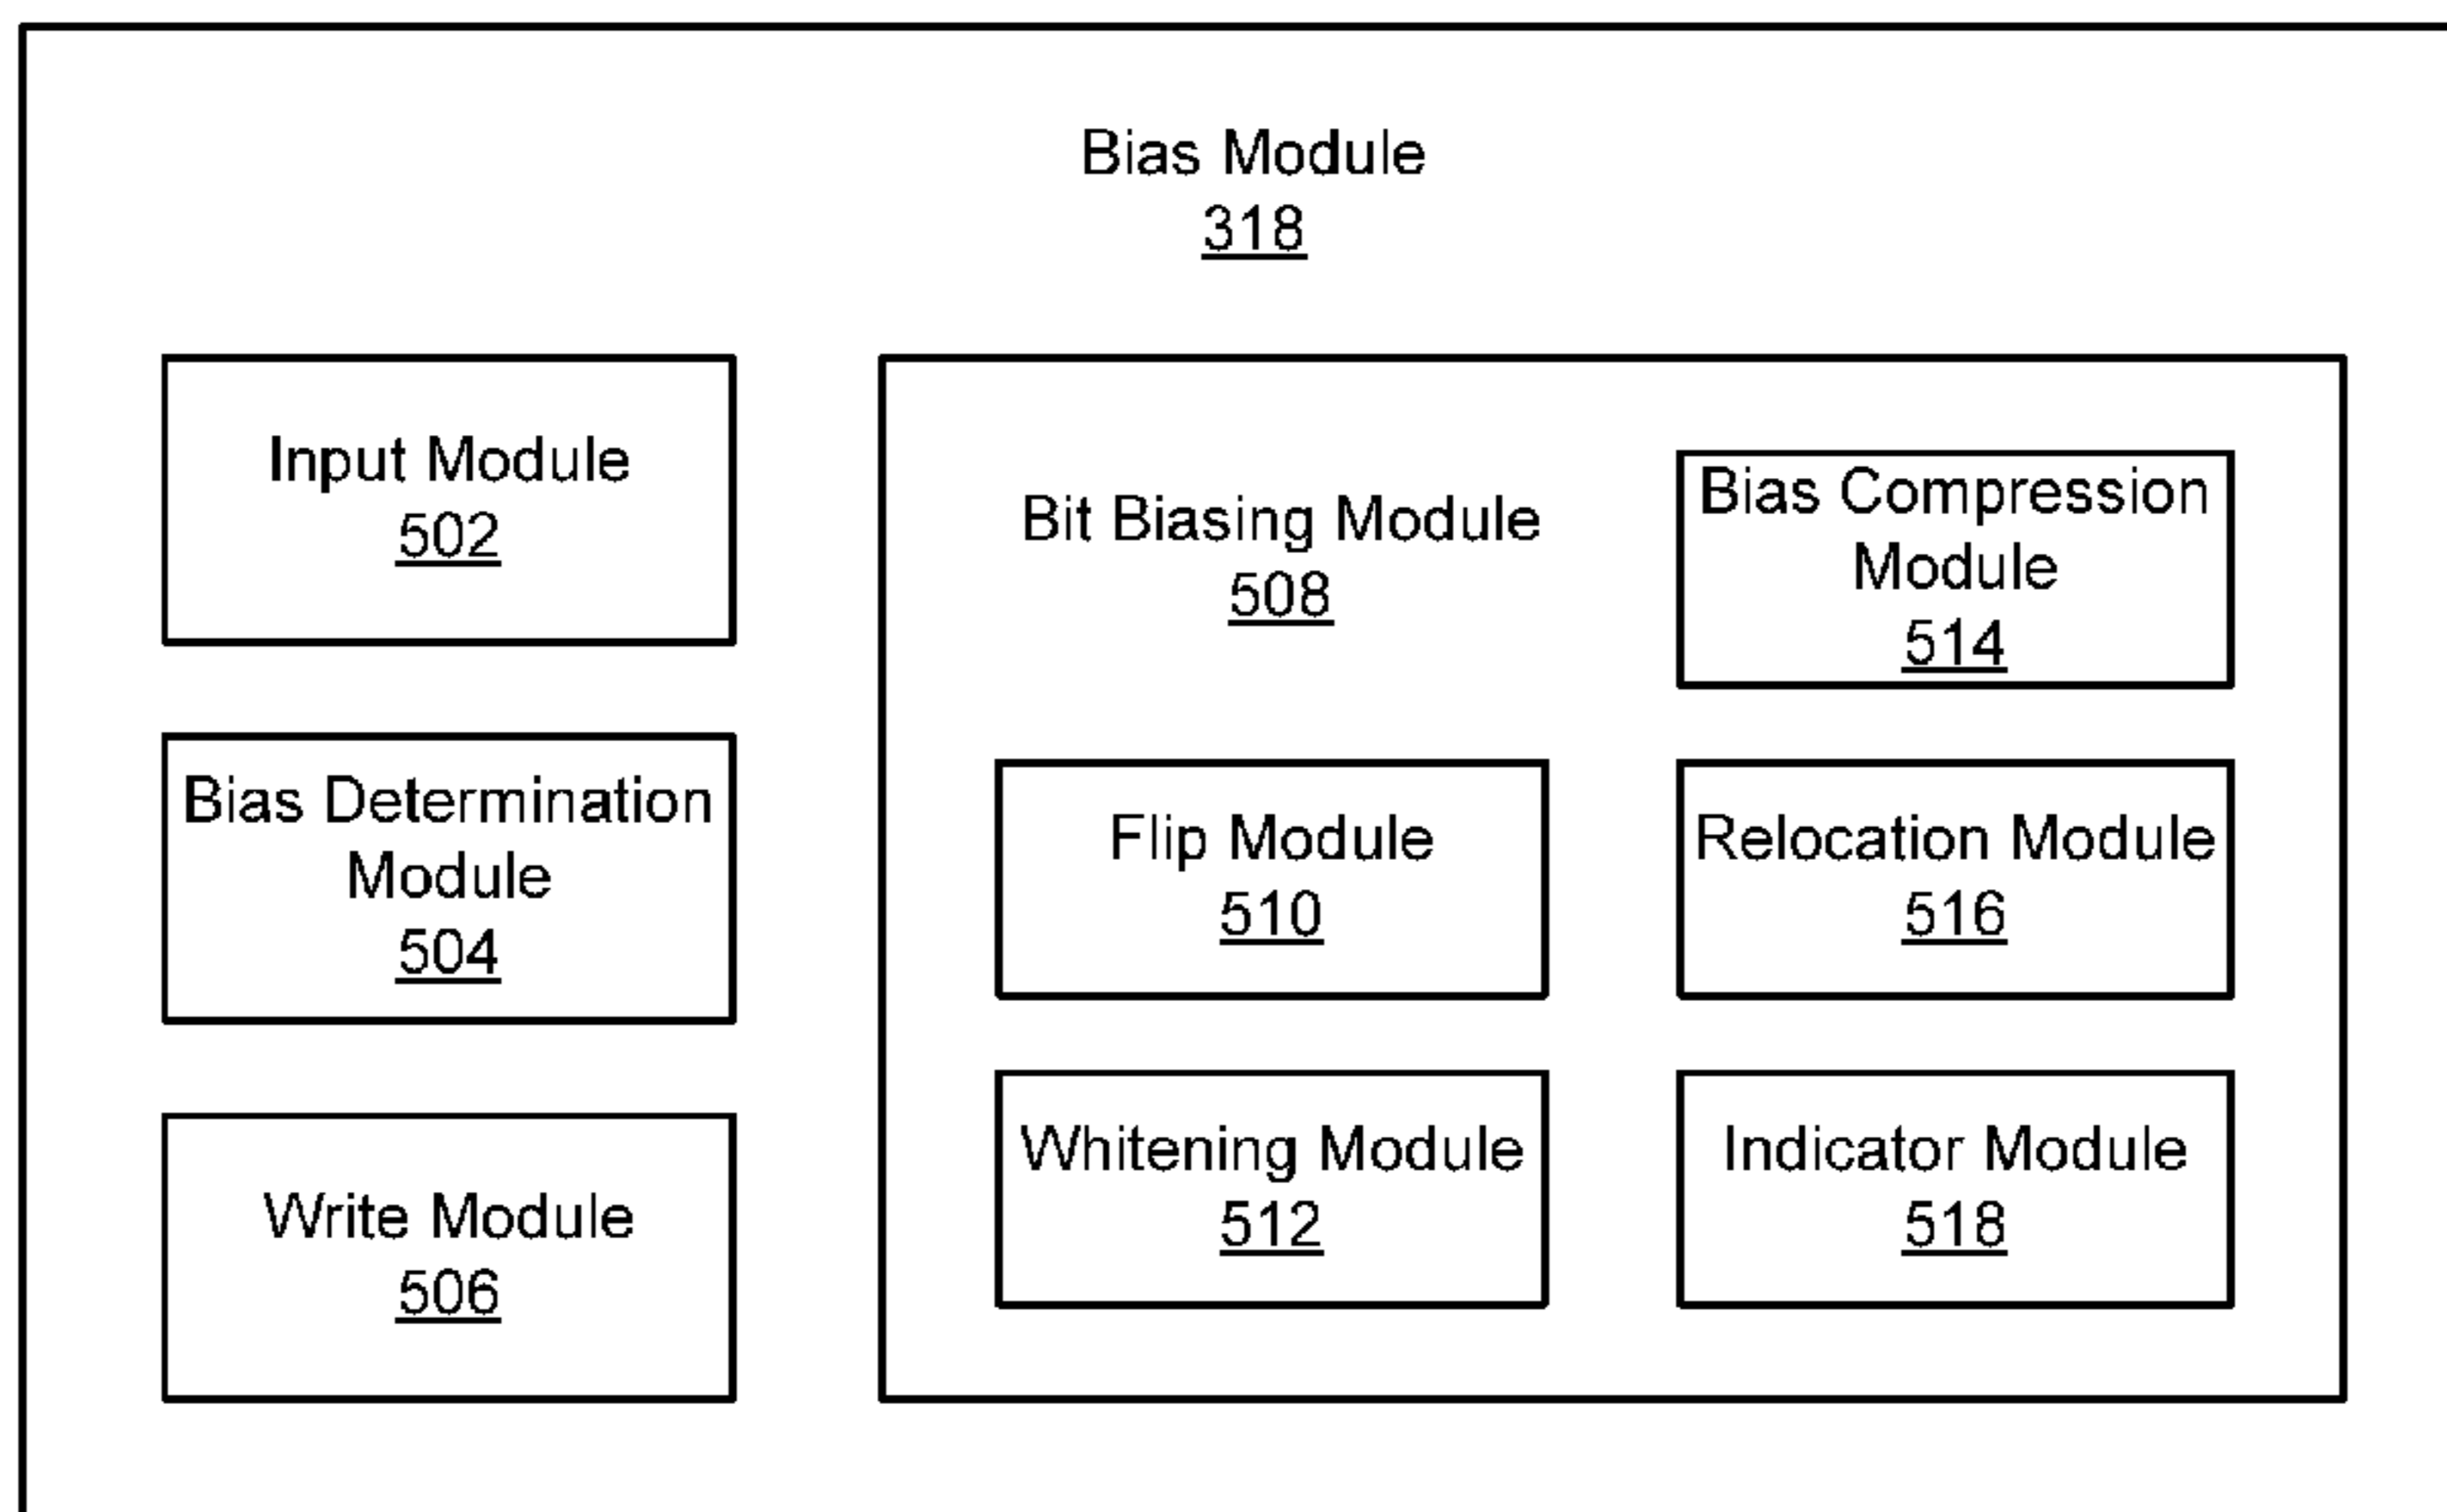 Bias Module
318
Input Module
502
Bias Determination
Module
504
Write Module
506
Bit Biasing Module
508
Flip Module
510
Whitening Module
512
Bias Compression
Module
514
Relocation Module
516
Indicator Module
518